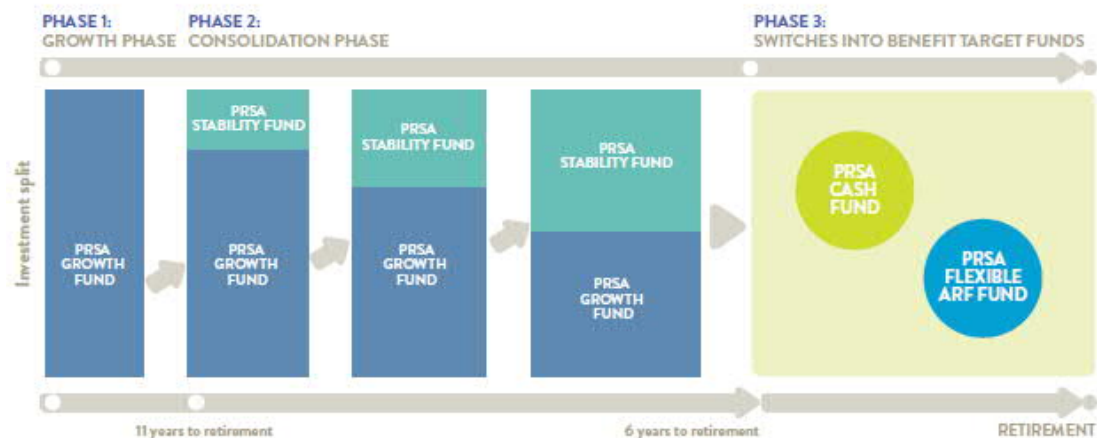 PHASE 1:
GROWTH PHASE
PHASE 2:
CONSOLIDATION PHASE
PHASE 3:
SWITCHES INTO BENEFIT TARGET FUNDS
Investment split
PRSA
GROWTH
FUND
PRSA
STABILITY FUND
PRSA
GROWTH
FUND
PRSA
STABILITY FUND
PRSA
GROWTH
FUND
PRSA
STABILITY FUND
PRSA
GROWTH
FUND
PRSA
CASH
FUND
PRSA
FLEXIBLE
ARF FUND
11 years to retirement
6 years to retirement
RETIREMENT